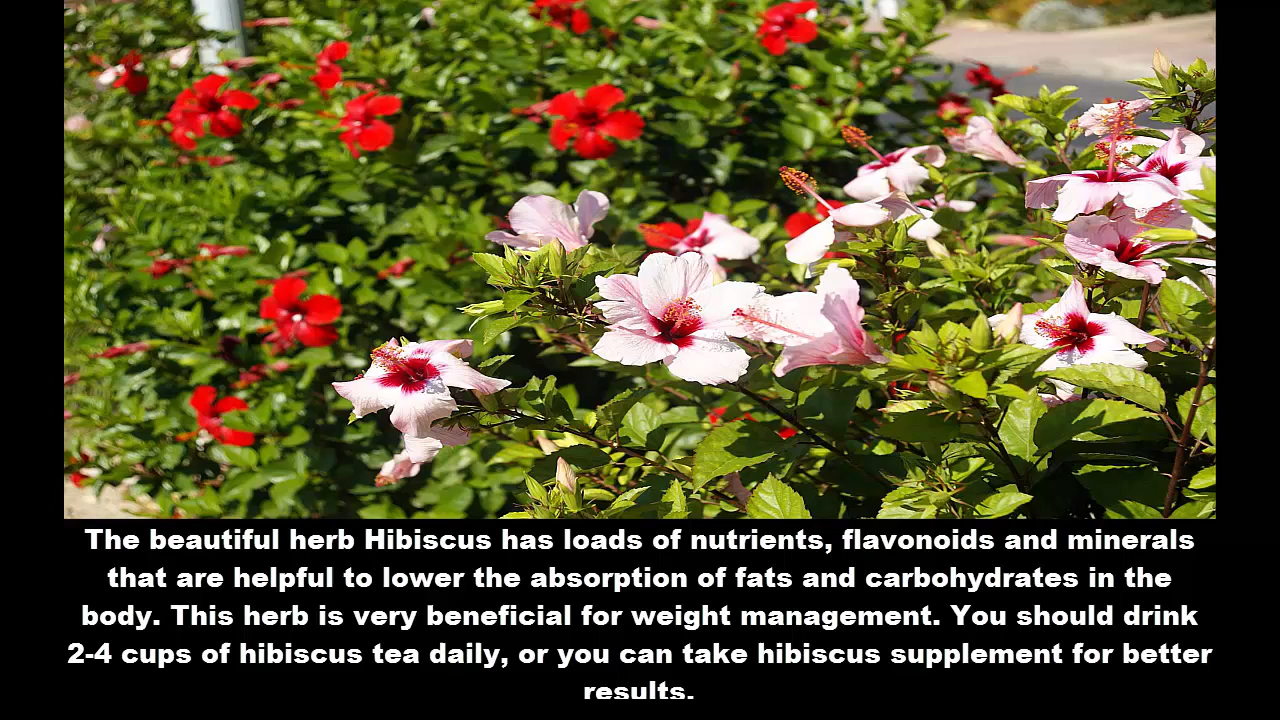 The beautiful herb Hibiscus has loads of nutrients, flavonoids and minerals
that are helpful to lower the absorption of fats and carbohydrates in the
body. This herb is very beneficial for weight management. You should drink
2-4 cups of hibiscus tea daily, or you can take hibiscus supplement for better
results.